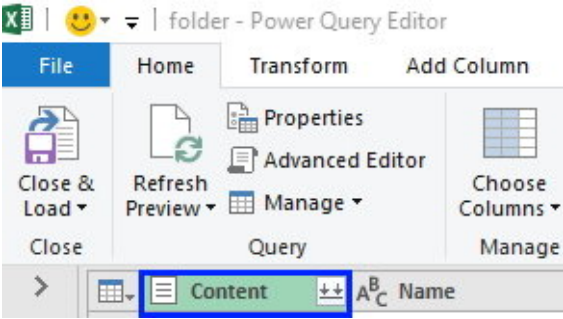 folder - Power Query Editor
File Home Transform Add Column
Properties
Advanced Editor
Manage
Close & Load
Refresh Preview
Choose Columns
Close Query Manage
Content ABC Name